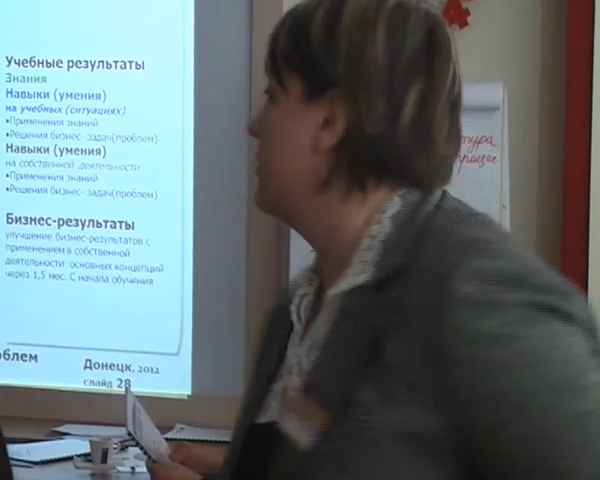 Учебные результаты
Знания
Навыки (умения)
на учебных (ситуациях)
•Применения знаний
•Решения бизнес- задач(проблем)
Навыки (умения)
на собственной деятельности
•Применения знаний
•Решения бизнес- задач(проблем)
Бизнес-результаты
улучшение бизнес-результатов с
применением в собственной
деятельности основных концепций
через 1,5 мес. С начала обучения
Донецк, 2012
слайд 28